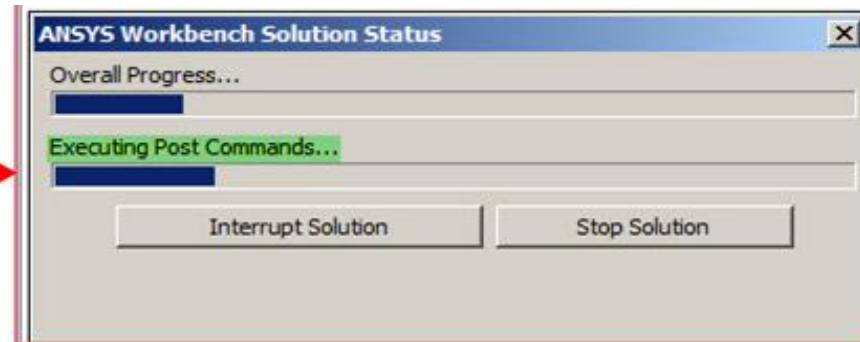 ANSYS Workbench Solution Status
Overall Progress...
Executing Post Commands...
Interrupt Solution Stop Solution